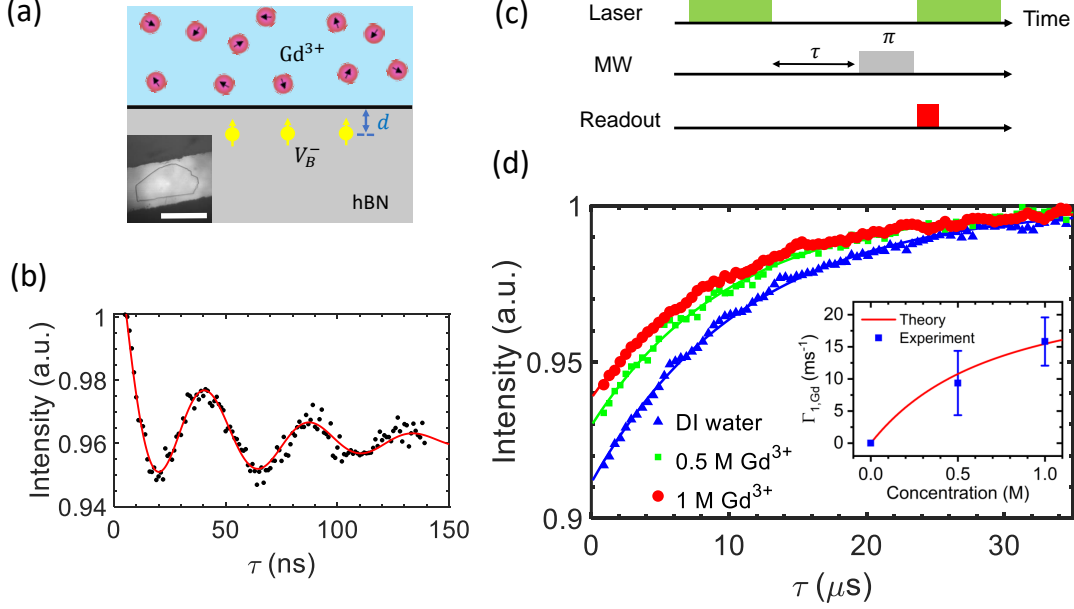 (a)
Gd³⁺
d
V_B⁻
hBN
(b)
Intensity (a.u.)
1
0.98
0.96
0.94
0
50
100
150
τ (ns)
(c)
Laser
Time
MW
τ
π
Readout
(d)
Intensity (a.u.)
1
0.95
0.9
0
10
20
30
τ (μs)
DI water
0.5 M Gd³⁺
1 M Gd³⁺
Γ₁,Gd (ms⁻¹)
20
15
10
5
0
Theory
Experiment
0.0
0.5
1.0
Concentration (M)